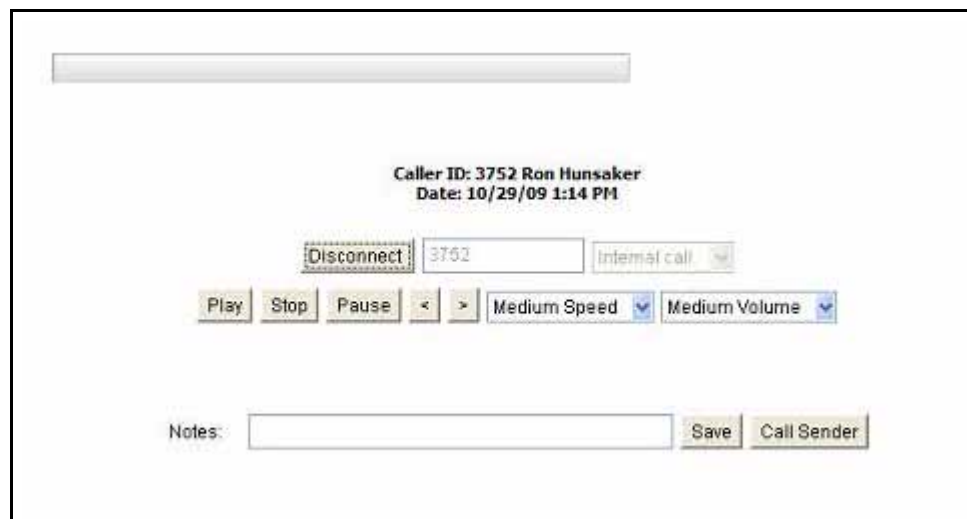 Caller ID: 3752 Ron Hunsaker
Date: 10/29/09 1:14 PM
Disconnect 3752 Internal call
Play Stop Pause < > Medium Speed Medium Volume
Notes: Save Call Sender